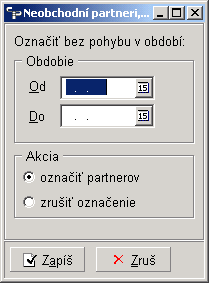 Neobchodní partneri,...
Označiť bez pohybu v období:
Obdobie
Od . . 15
Do . . 15
Akcia
označiť partnerov
zrušiť označenie
Zapíš Zruš